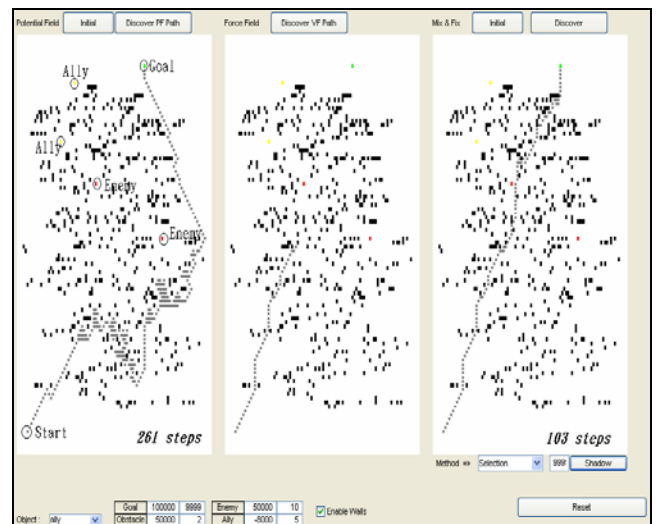 Potential Field Initial Discover PF Path Force Field Discover VF Path Mix & Fix Initial Discover
Goal
Ally
Ally
Enemy
Enemy
Start 261 steps 103 steps
Method => Selection 999 Shadow
Goal 100000 9999 Enemy 50000 10 Enable Walls Reset
Object : ally Obstacle 50000 2 Ally -8000 5